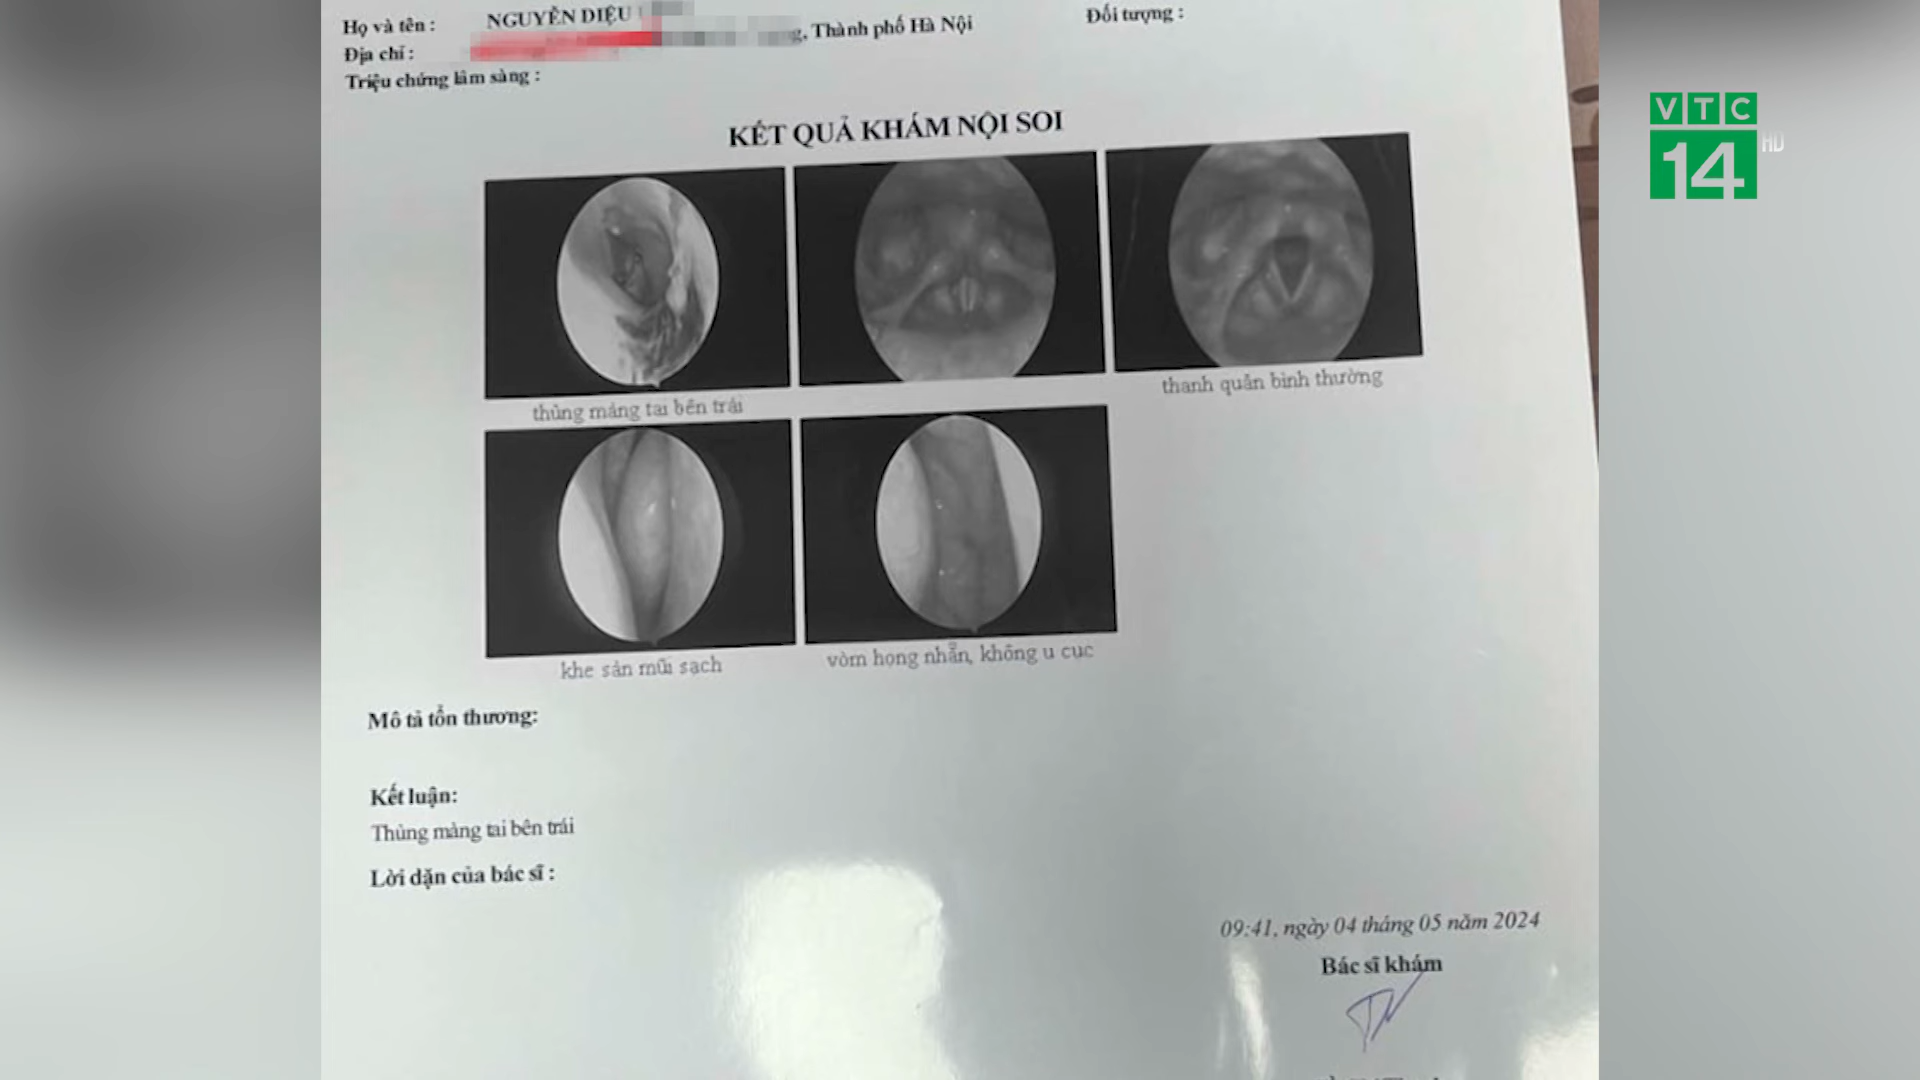 Họ và tên : NGUYỄN DIỆU
Địa chỉ : Thành phố Hà Nội
Đối tượng :
Triệu chứng lâm sàng :
KẾT QUẢ KHÁM NỘI SOI
thủng màng tai bên trái
thanh quản bình thường
khe sàn mũi sạch
vòm họng nhẵn, không u cục
Mô tả tổn thương:
Kết luận:
Thủng màng tai bên trái
Lời dặn của bác sĩ :
09:41, ngày 04 tháng 05 năm 2024
Bác sĩ khám
VTC
14
HD